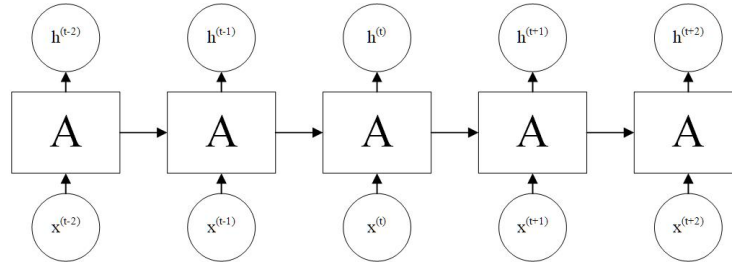 h^(t-2) h^(t-1) h^(t) h^(t+1) h^(t+2)
A A A A A
x^(t-2) x^(t-1) x^(t) x^(t+1) x^(t+2)